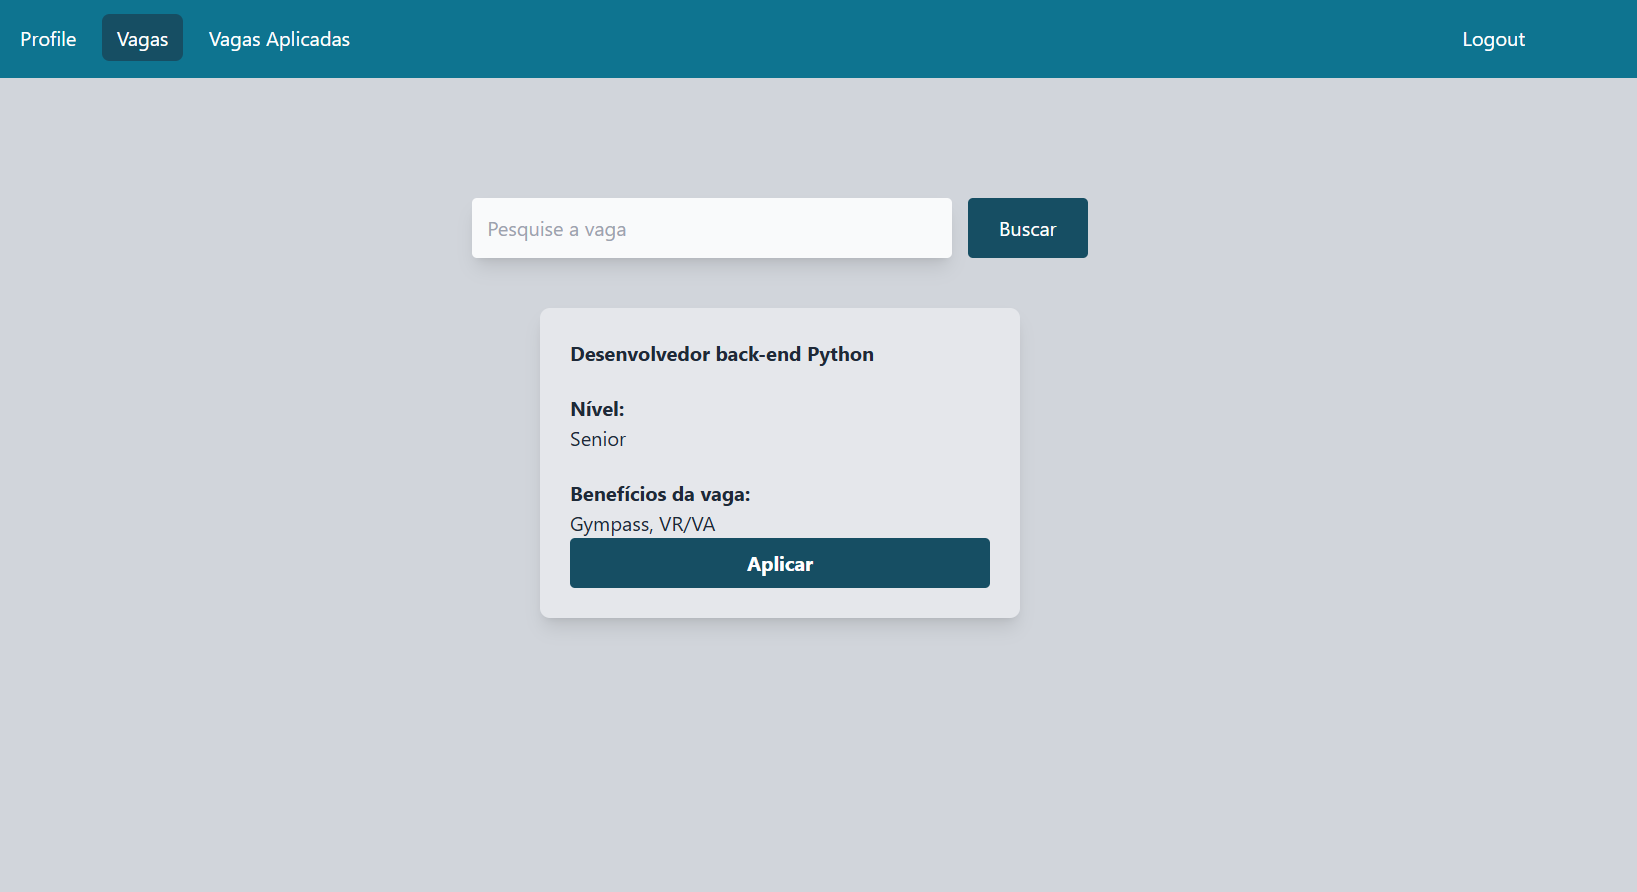 Profile Vagas Vagas Aplicadas Logout
Pesquise a vaga Buscar
Desenvolvedor back-end Python
Nível:
Senior
Benefícios da vaga:
Gympass, VR/VA
Aplicar